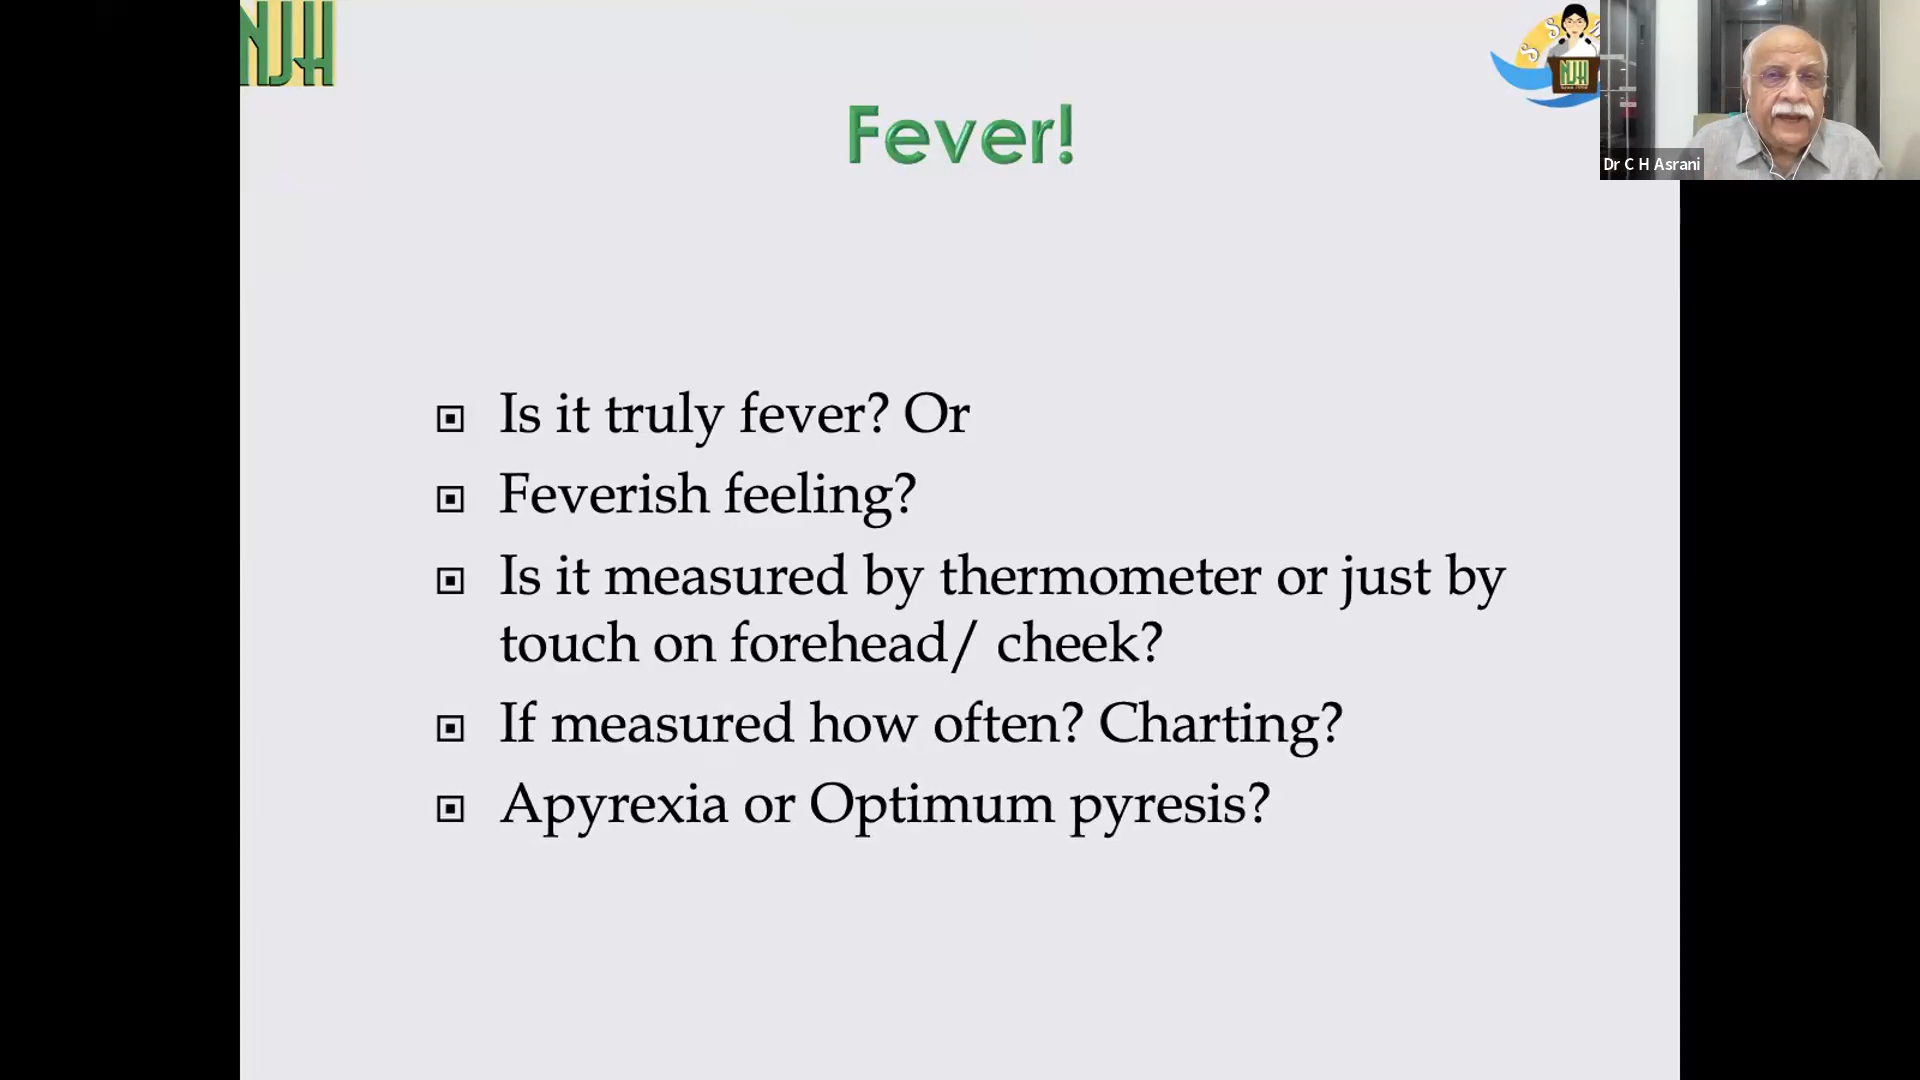 NJH
S S
NJH
Dr C H Asrani
Fever!
Is it truly fever? Or
Feverish feeling?
Is it measured by thermometer or just by
touch on forehead/ cheek?
If measured how often? Charting?
Apyrexia or Optimum pyresis?